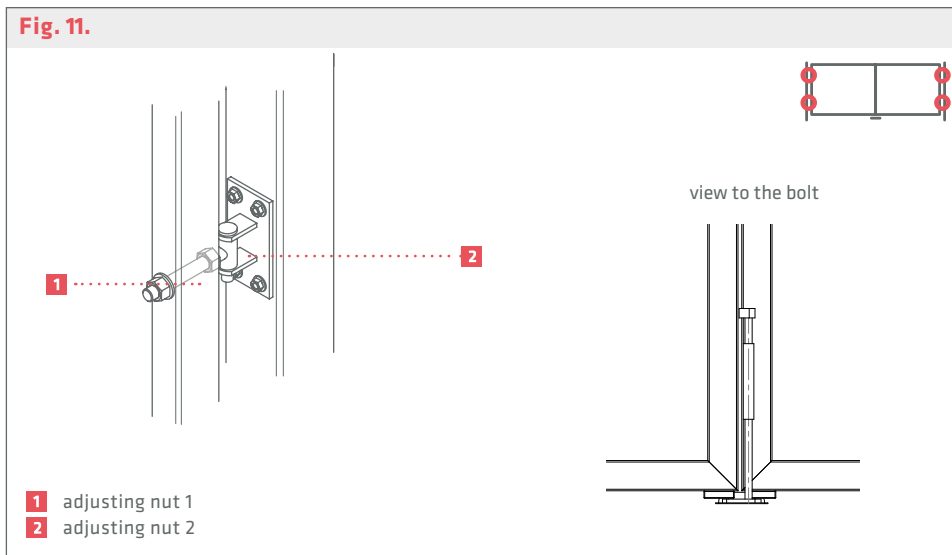 Fig. 11.
view to the bolt
1
2
1 adjusting nut 1
2 adjusting nut 2